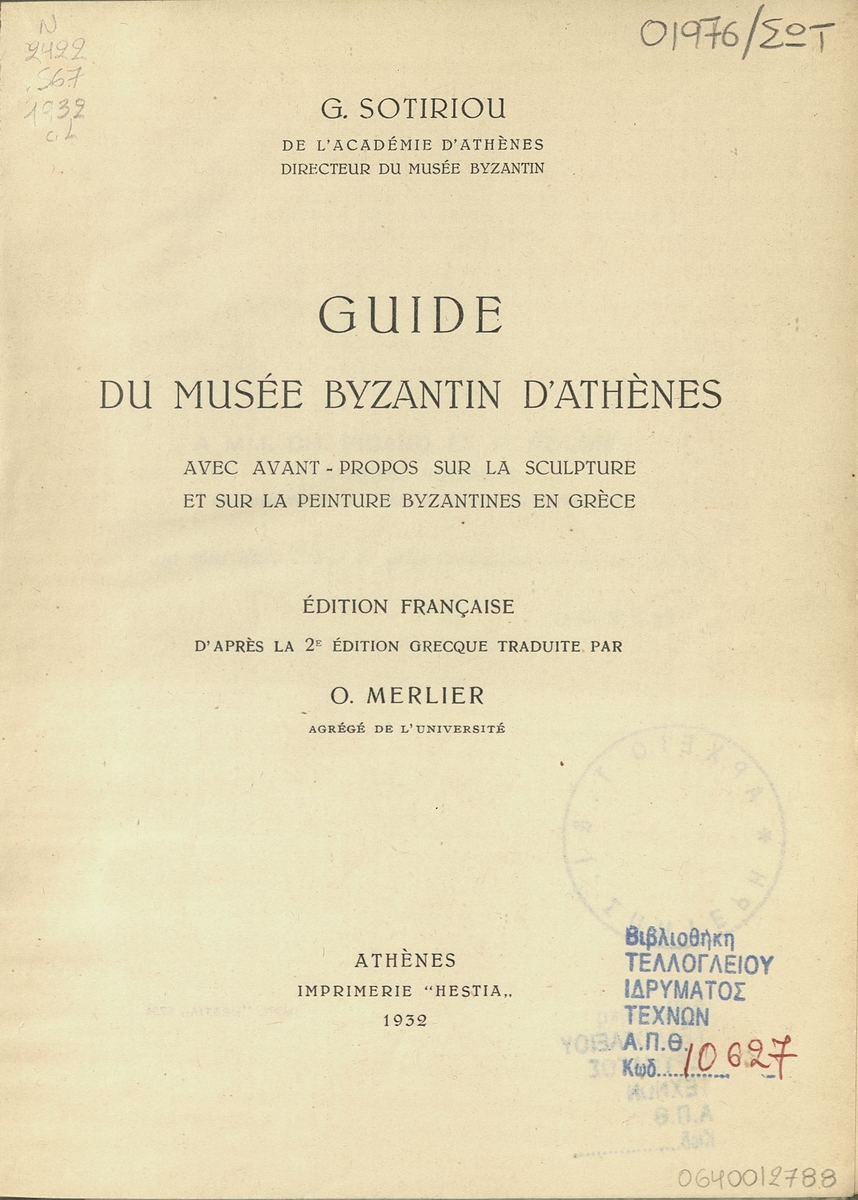 N
2422
.S67
1932
c.2
01976/ΣΩΤ
G. SOTIRIOU
DE L'ACADÉMIE D'ATHÈNES
DIRECTEUR DU MUSÉE BYZANTIN
GUIDE
DU MUSÉE BYZANTIN D'ATHÈNES
AVEC AVANT - PROPOS SUR LA SCULPTURE
ET SUR LA PEINTURE BYZANTINES EN GRÈCE
ÉDITION FRANÇAISE
D'APRÈS LA 2E ÉDITION GRECQUE TRADUITE PAR
O. MERLIER
AGRÉGÉ DE L'UNIVERSITÉ
ATHÈNES
IMPRIMERIE “HESTIA„
1932
Βιβλιοθήκη
ΤΕΛΛΟΓΛΕΙΟΥ
ΙΔΡΥΜΑΤΟΣ
ΤΕΧΝΩΝ
Α.Π.Θ.
Κωδ. 10627
0640012788